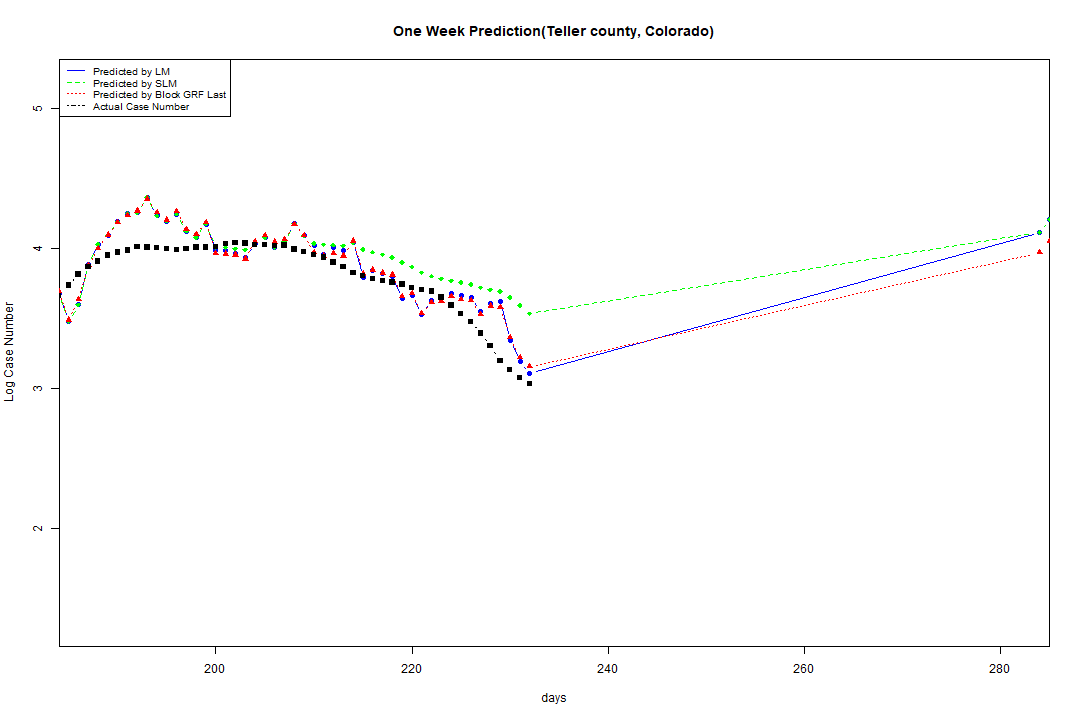 One Week Prediction(Teller county, Colorado)
Predicted by LM
Predicted by SLM
Predicted by Block GRF Last
Actual Case Number
5
4
3
2
Log Case Number
200 220 240 260 280
days